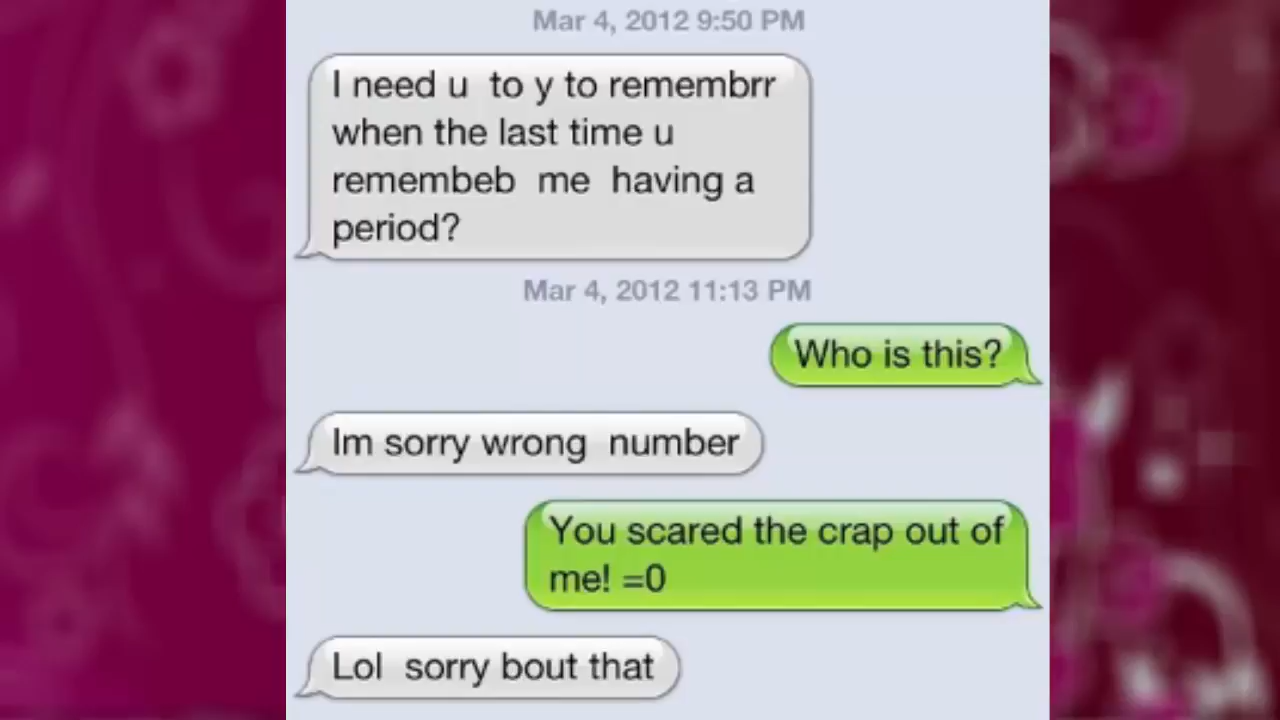 Mar 4, 2012 9:50 PM
I need u to y to remembrr
when the last time u
remembeb me having a
period?
Mar 4, 2012 11:13 PM
Who is this?
Im sorry wrong number
You scared the crap out of
me! =0
Lol sorry bout that